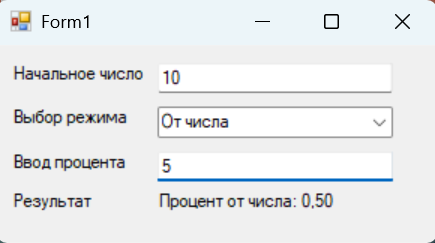 Form1
Начальное число 10
Выбор режима От числа
Ввод процента 5
Результат Процент от числа: 0,50